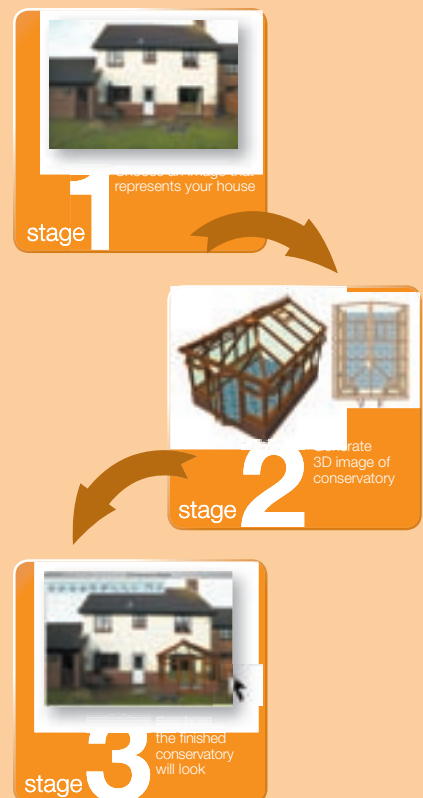 represents your house
stage 1
3D image of
conservatory
stage 2
the finished
conservatory
will look
stage 3